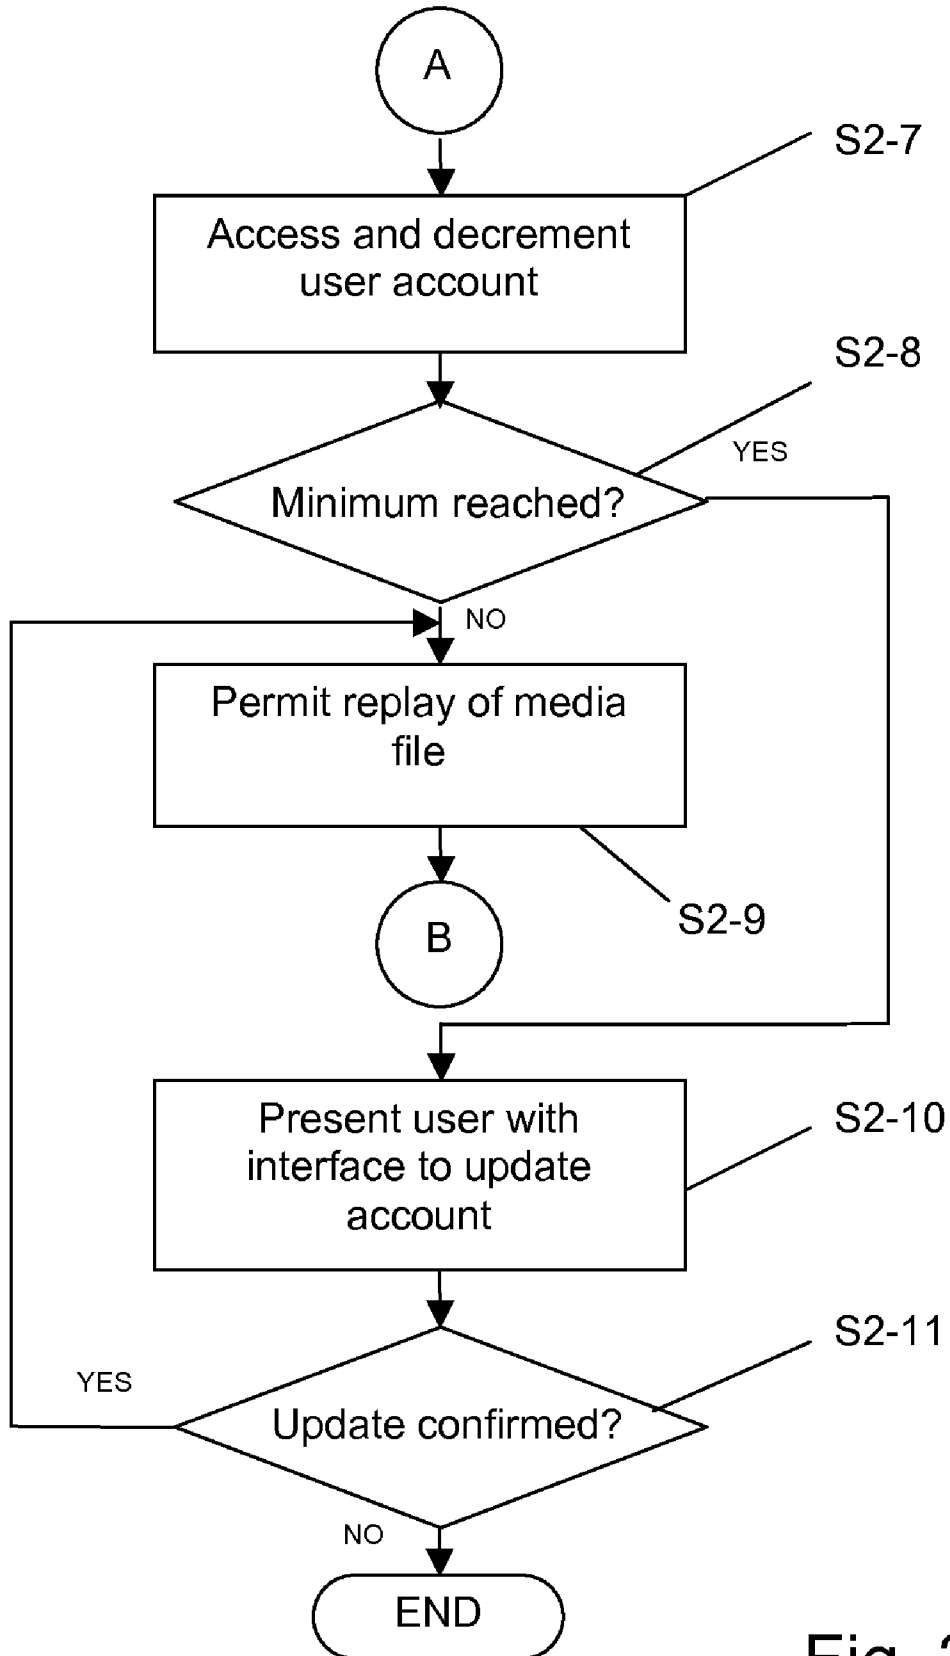 A
S2-7
Access and decrement
user account
S2-8
YES
Minimum reached?
NO
Permit replay of media
file
S2-9
B
Present user with
interface to update
account
S2-10
S2-11
YES
Update confirmed?
NO
END
Fig.